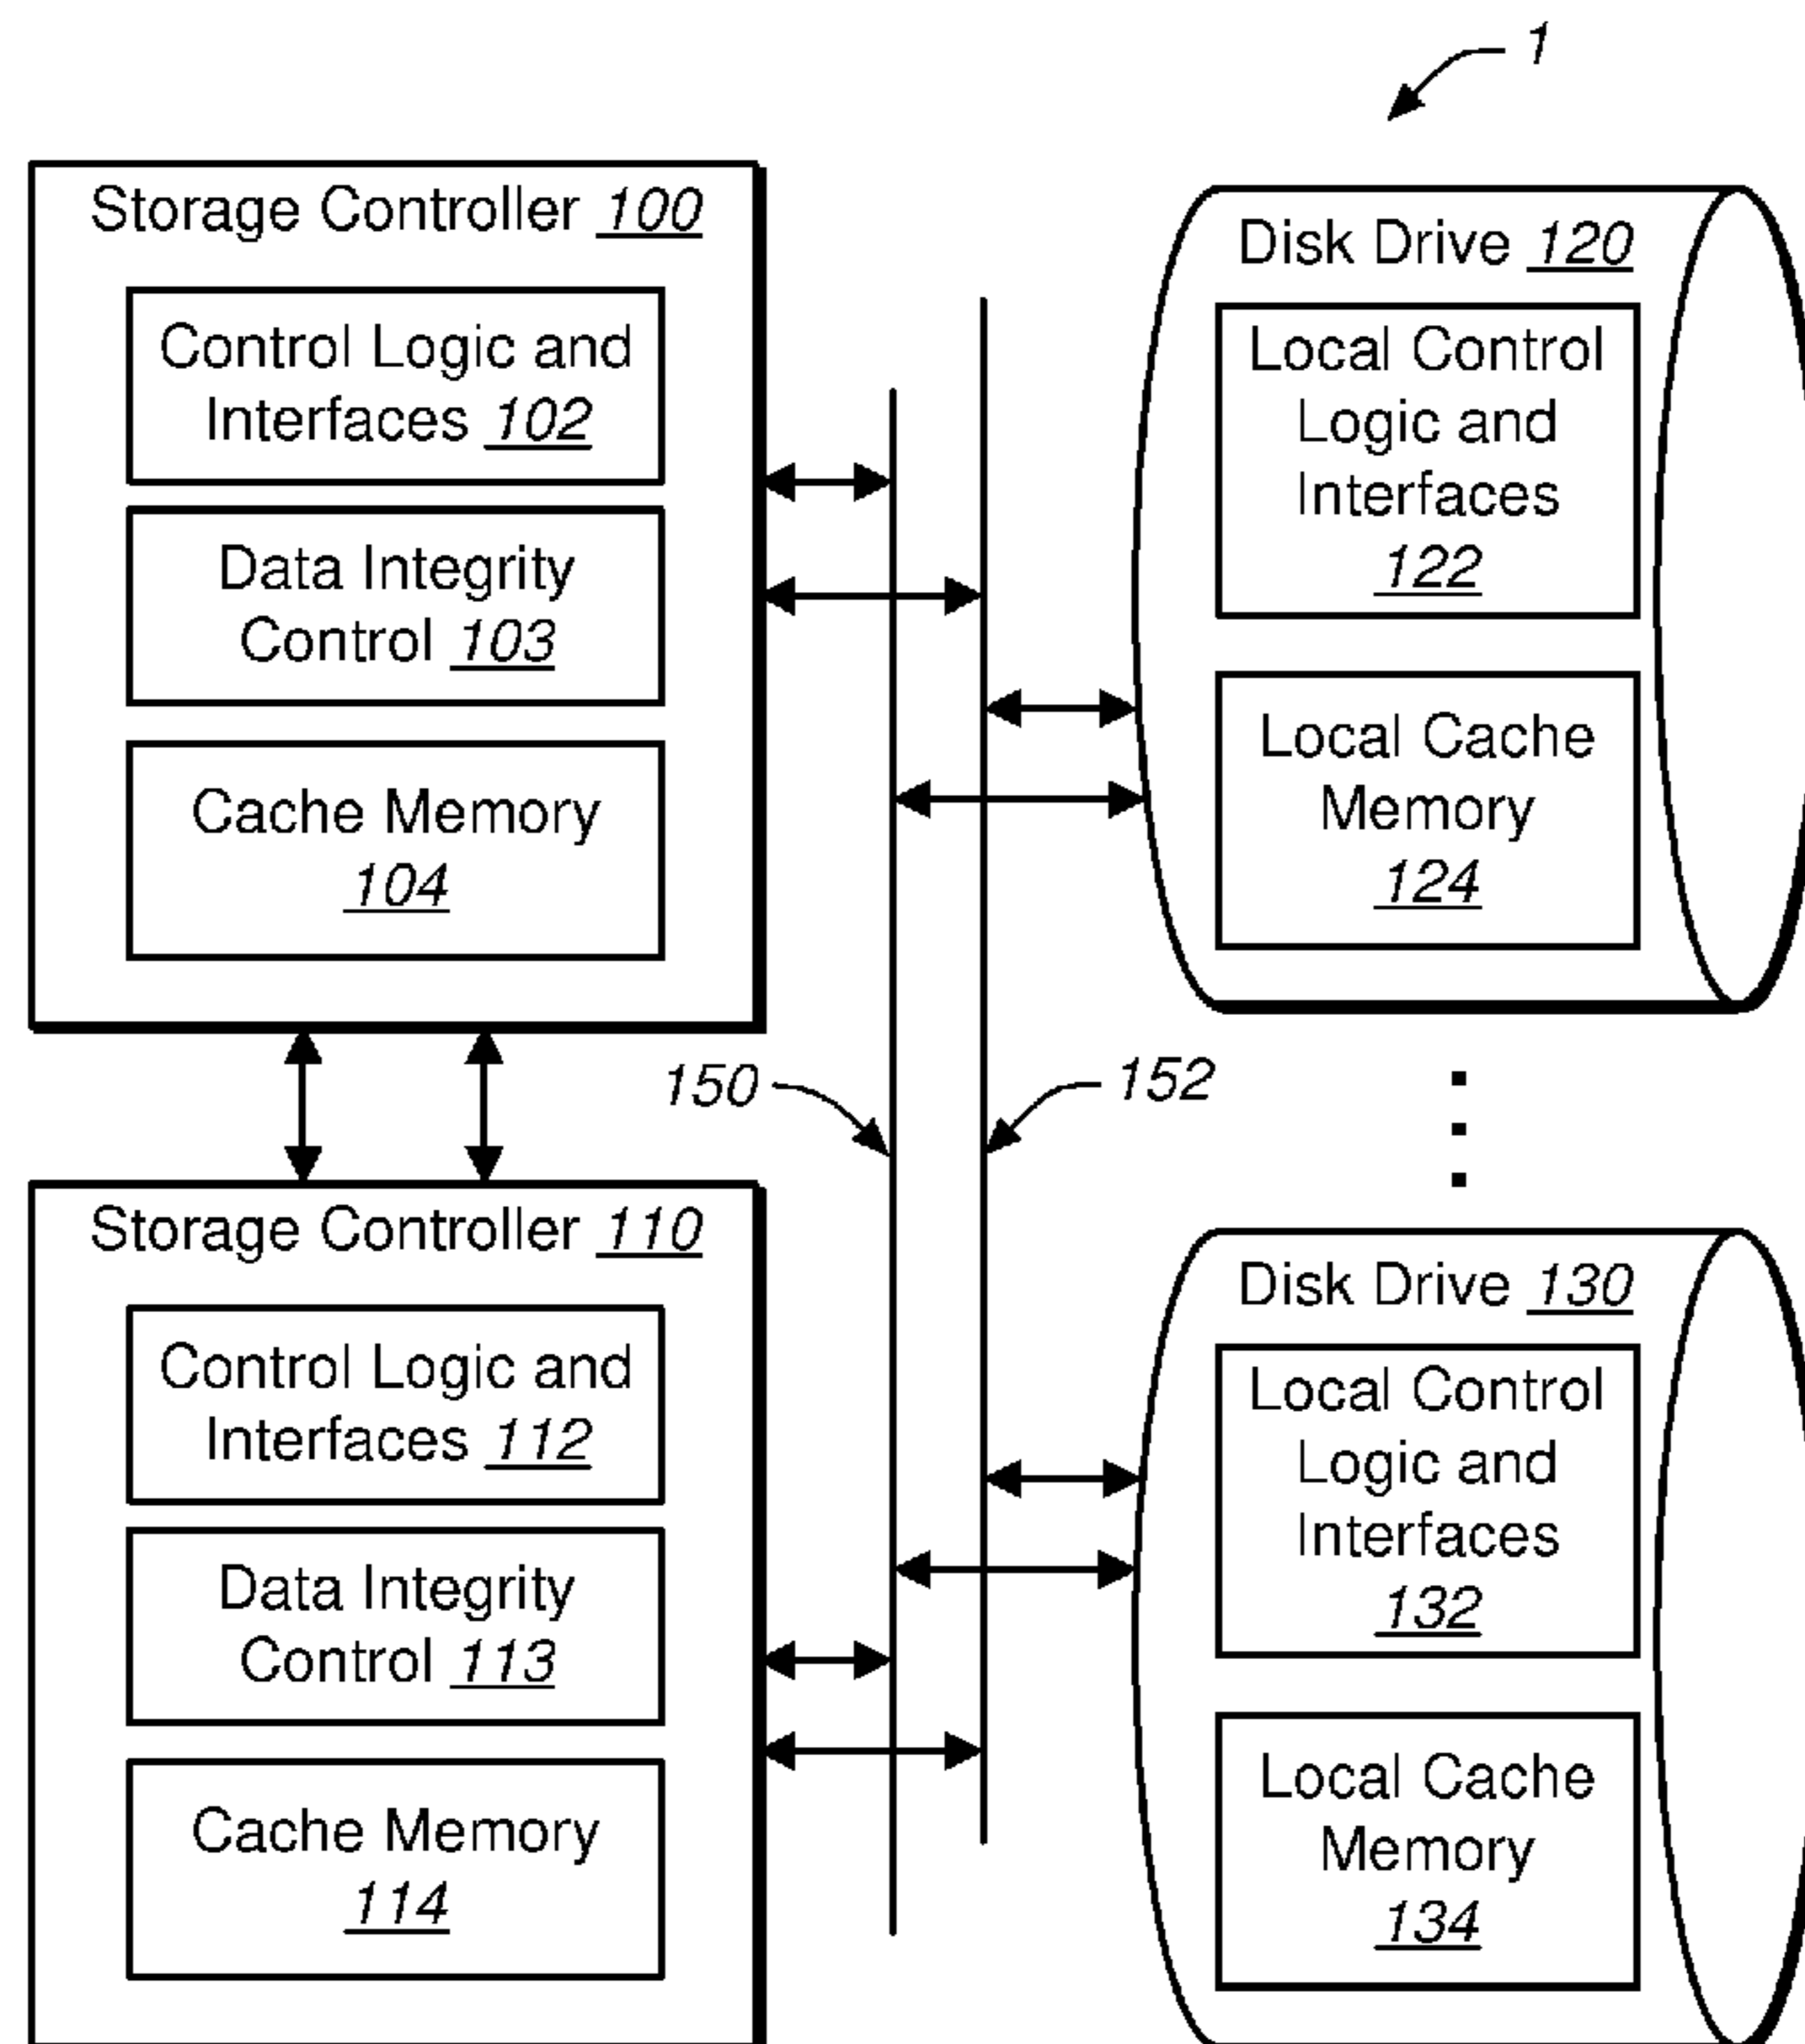 1
Storage Controller 100
Control Logic and
Interfaces 102
Data Integrity
Control 103
Cache Memory
104
Disk Drive 120
Local Control
Logic and
Interfaces
122
Local Cache
Memory
124
150
152
Storage Controller 110
Control Logic and
Interfaces 112
Data Integrity
Control 113
Cache Memory
114
Disk Drive 130
Local Control
Logic and
Interfaces
132
Local Cache
Memory
134